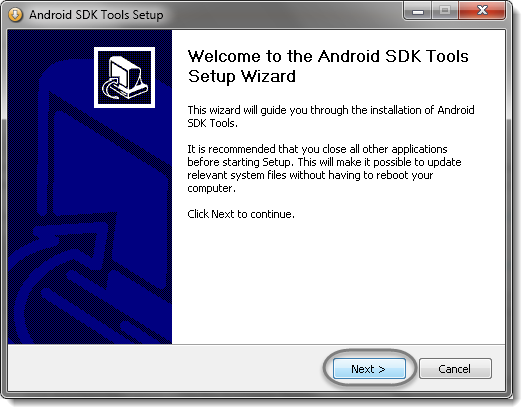 Android SDK Tools Setup
Welcome to the Android SDK Tools
Setup Wizard
This wizard will guide you through the installation of Android
SDK Tools.
It is recommended that you close all other applications
before starting Setup. This will make it possible to update
relevant system files without having to reboot your
computer.
Click Next to continue.
Next >
Cancel